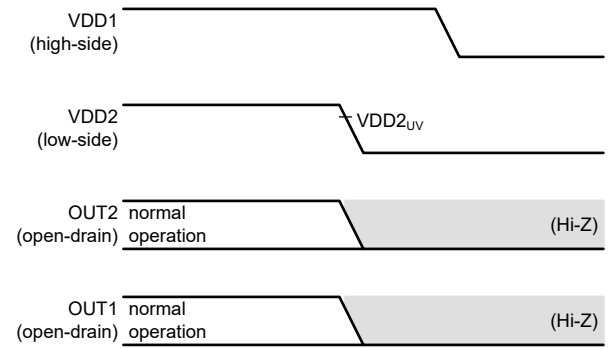 VDD1
(high-side)
VDD2
(low-side)
VDD2UV
OUT2
(open-drain)
normal
operation
(Hi-Z)
OUT1
(open-drain)
normal
operation
(Hi-Z)